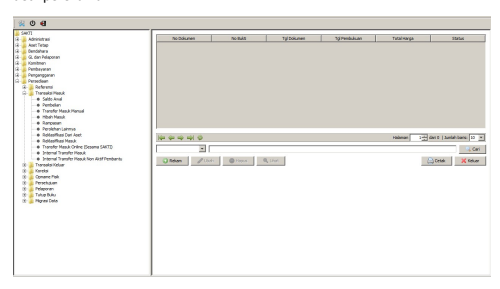 SAKTI
Administrasi
Aset Tetap
Bendahara
GL dan Pelaporan
Komitmen
Pembayaran
Penganggaran
Persediaan
Referensi
Transaksi Masuk
Saldo Awal
Pembelian
Transfer Masuk Manual
Hibah Masuk
Rampasan
Perolehan Lainnya
Reklasifikasi Dari Aset
Reklasifikasi Masuk
Transfer Masuk Online (Sesama SAKTI)
Internal Transfer Masuk
Internal Transfer Masuk Non Aktif Pembantu
Transaksi Keluar
Koreksi
Opname Fisik
Persetujuan
Pelaporan
Tutup Buku
Migrasi Data
No Dokumen No Bukti Tgl Dokumen Tgl Pembukuan Total Harga Status
Halaman 1 dari 0 | Jumlah baris: 10
Cari
Rekam Ubah Hapus Lihat Cetak Keluar